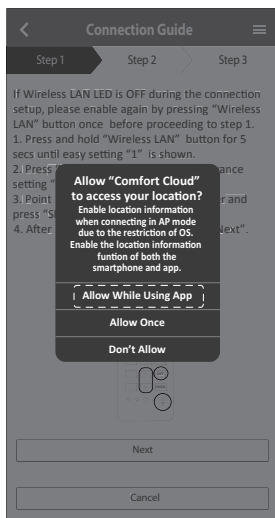 Connection Guide
Step 1
Step 2
Step 3
If Wireless LAN LED is OFF during the connection
setup, please enable again by pressing "Wireless
LAN" button once before proceeding to step 1.
1. Press and hold "Wireless LAN" button for 5
secs until easy setting "1" is shown.
2. Press
ance
setting "
3. Point
r and
press "S
4. After
Next".
Allow "Comfort Cloud"
to access your location?
Enable location information
when connecting in AP mode
due to the restriction of OS.
Enable the location information
funtion of both the
smartphone and app.
Allow While Using App
Allow Once
Don't Allow
Next
Cancel